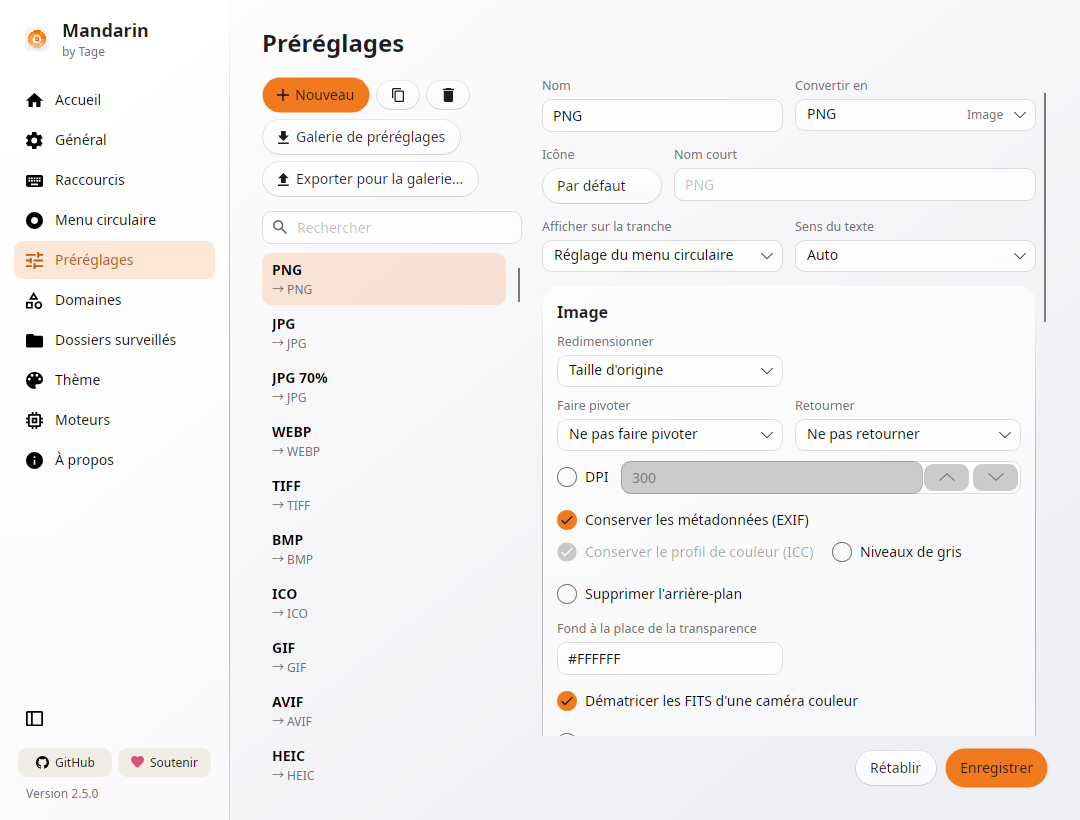 Mandarin
by Tage
Accueil
Général
Raccourcis
Menu circulaire
Préréglages
Domaines
Dossiers surveillés
Thème
Moteurs
À propos
GitHub
Soutenir
Version 2.5.0
Préréglages
Nouveau
Galerie de préréglages
Exporter pour la galerie...
Rechercher
PNG
→ PNG
JPG
→ JPG
JPG 70%
→ JPG
WEBP
→ WEBP
TIFF
→ TIFF
BMP
→ BMP
ICO
→ ICO
GIF
→ GIF
AVIF
→ AVIF
HEIC
→ HEIC
Nom
Convertir en
PNG
PNG Image
Icône
Nom court
Par défaut
PNG
Afficher sur la tranche
Sens du texte
Réglage du menu circulaire
Auto
Image
Redimensionner
Taille d'origine
Faire pivoter
Retourner
Ne pas faire pivoter
Ne pas retourner
DPI
300
Conserver les métadonnées (EXIF)
Conserver le profil de couleur (ICC)
Niveaux de gris
Supprimer l'arrière-plan
Fond à la place de la transparence
#FFFFFF
Dématricer les FITS d'une caméra couleur
Rétablir
Enregistrer